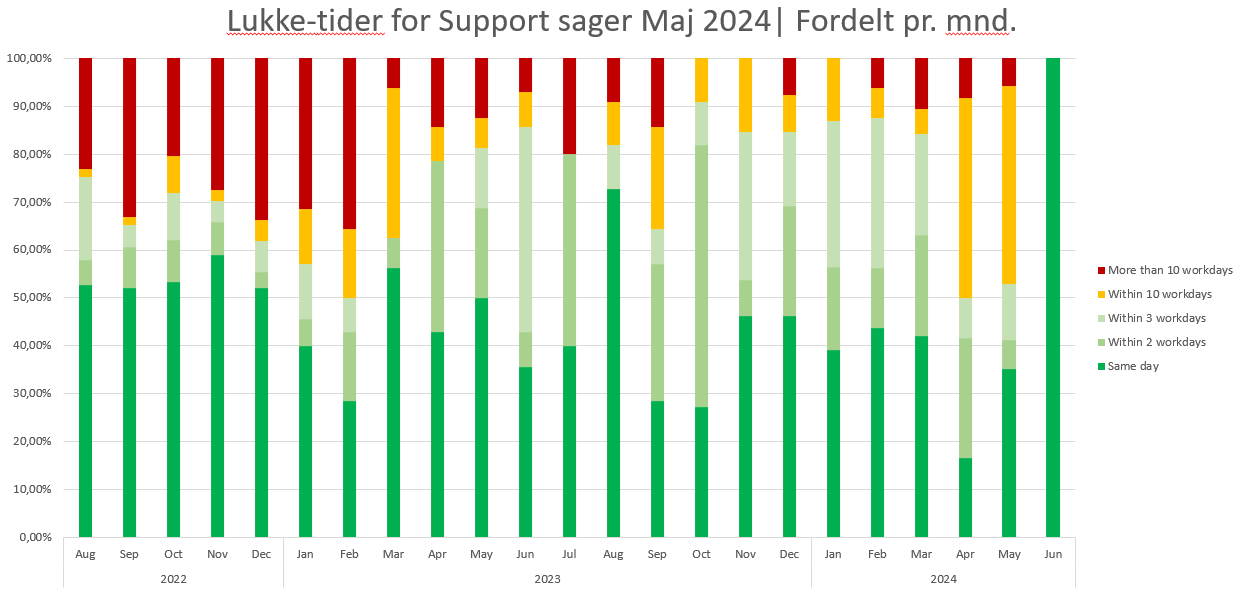 Lukke-tider for Support sager Maj 2024| Fordelt pr. mnd.
100,00%
90,00%
80,00%
70,00%
60,00%
50,00%
40,00%
30,00%
20,00%
10,00%
0,00%
Aug Sep Oct Nov Dec Jan Feb Mar Apr May Jun Jul Aug Sep Oct Nov Dec Jan Feb Mar Apr May Jun
2022 2023 2024
More than 10 workdays
Within 10 workdays
Within 3 workdays
Within 2 workdays
Same day